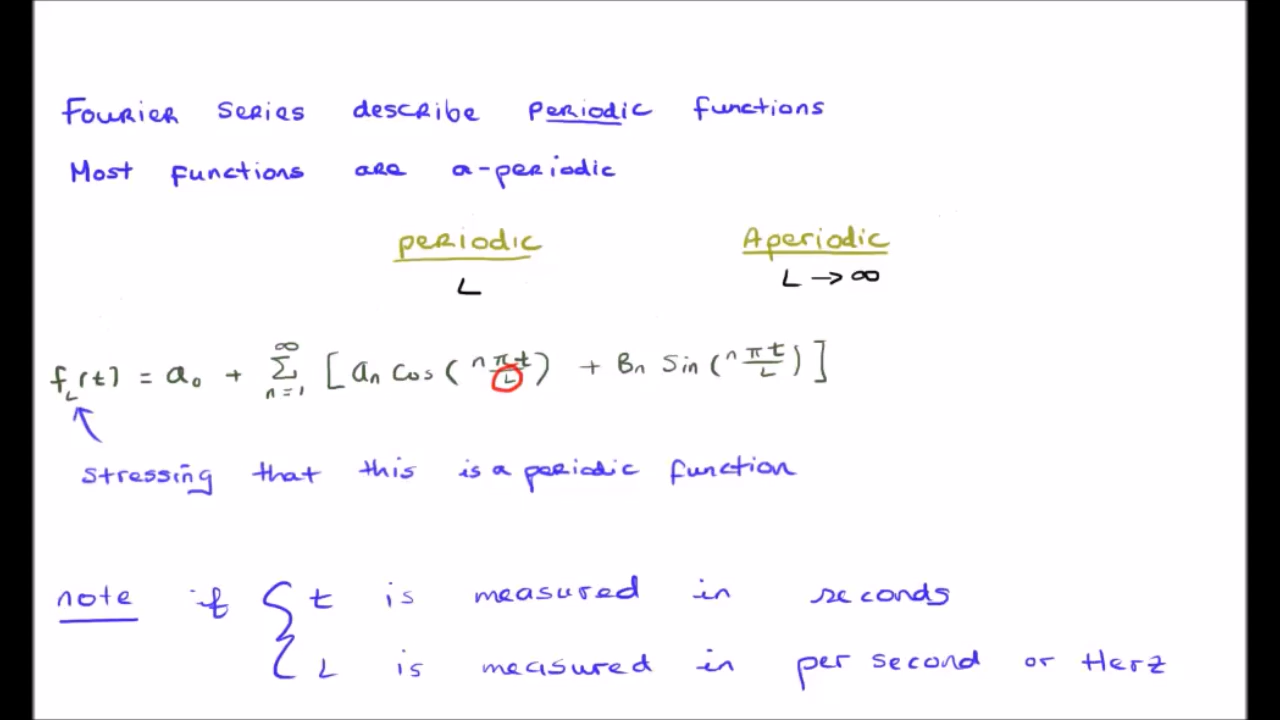 Fourier Series describe periodic functions
Most functions are a-periodic
periodic Aperiodic
L L → ∞
f_L(t) = a₀ + ∑_{n=1}^{∞} [ aₙ cos( nπt/L ) + Bₙ Sin( nπt/L ) ]
Stressing that this is a periodic function
note if { t is measured in seconds
L is measured in per second or Herz